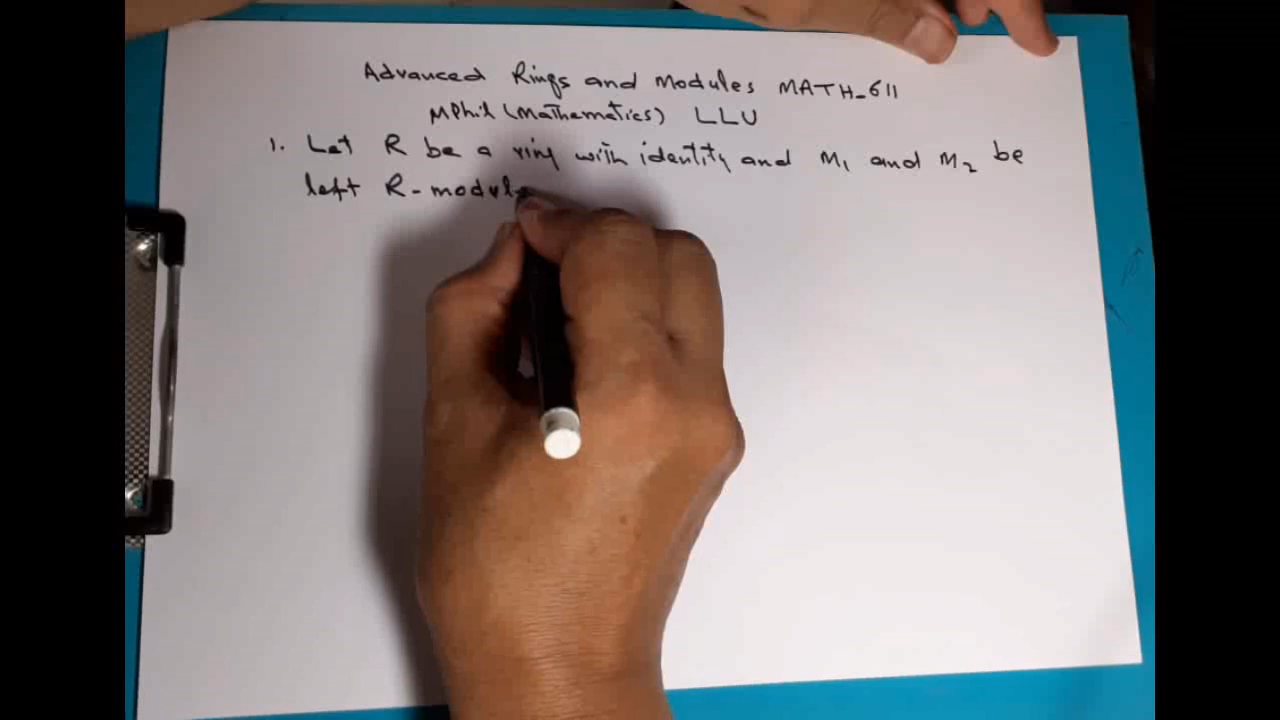 Advanced Rings and Modules MATH-611
MPhil (Mathematics) LLU
1. Let R be a ring with identity and M₁ and M₂ be
left R-module